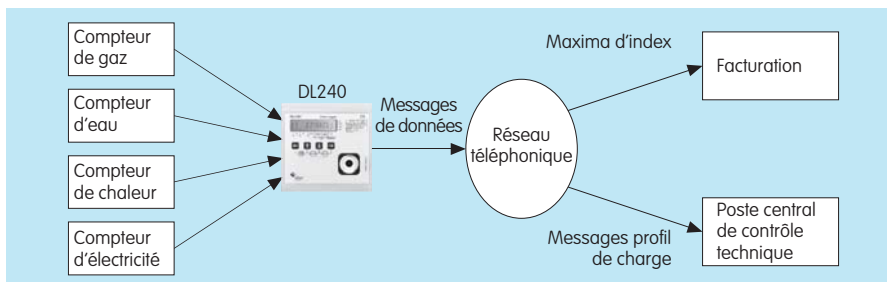 Compteur
de gaz
Compteur
d'eau
Compteur
de chaleur
Compteur
d'électricité
DL240
Messages
de données
Réseau
téléphonique
Maxima d'index
Facturation
Messages profil
de charge
Poste central
de contrôle
technique